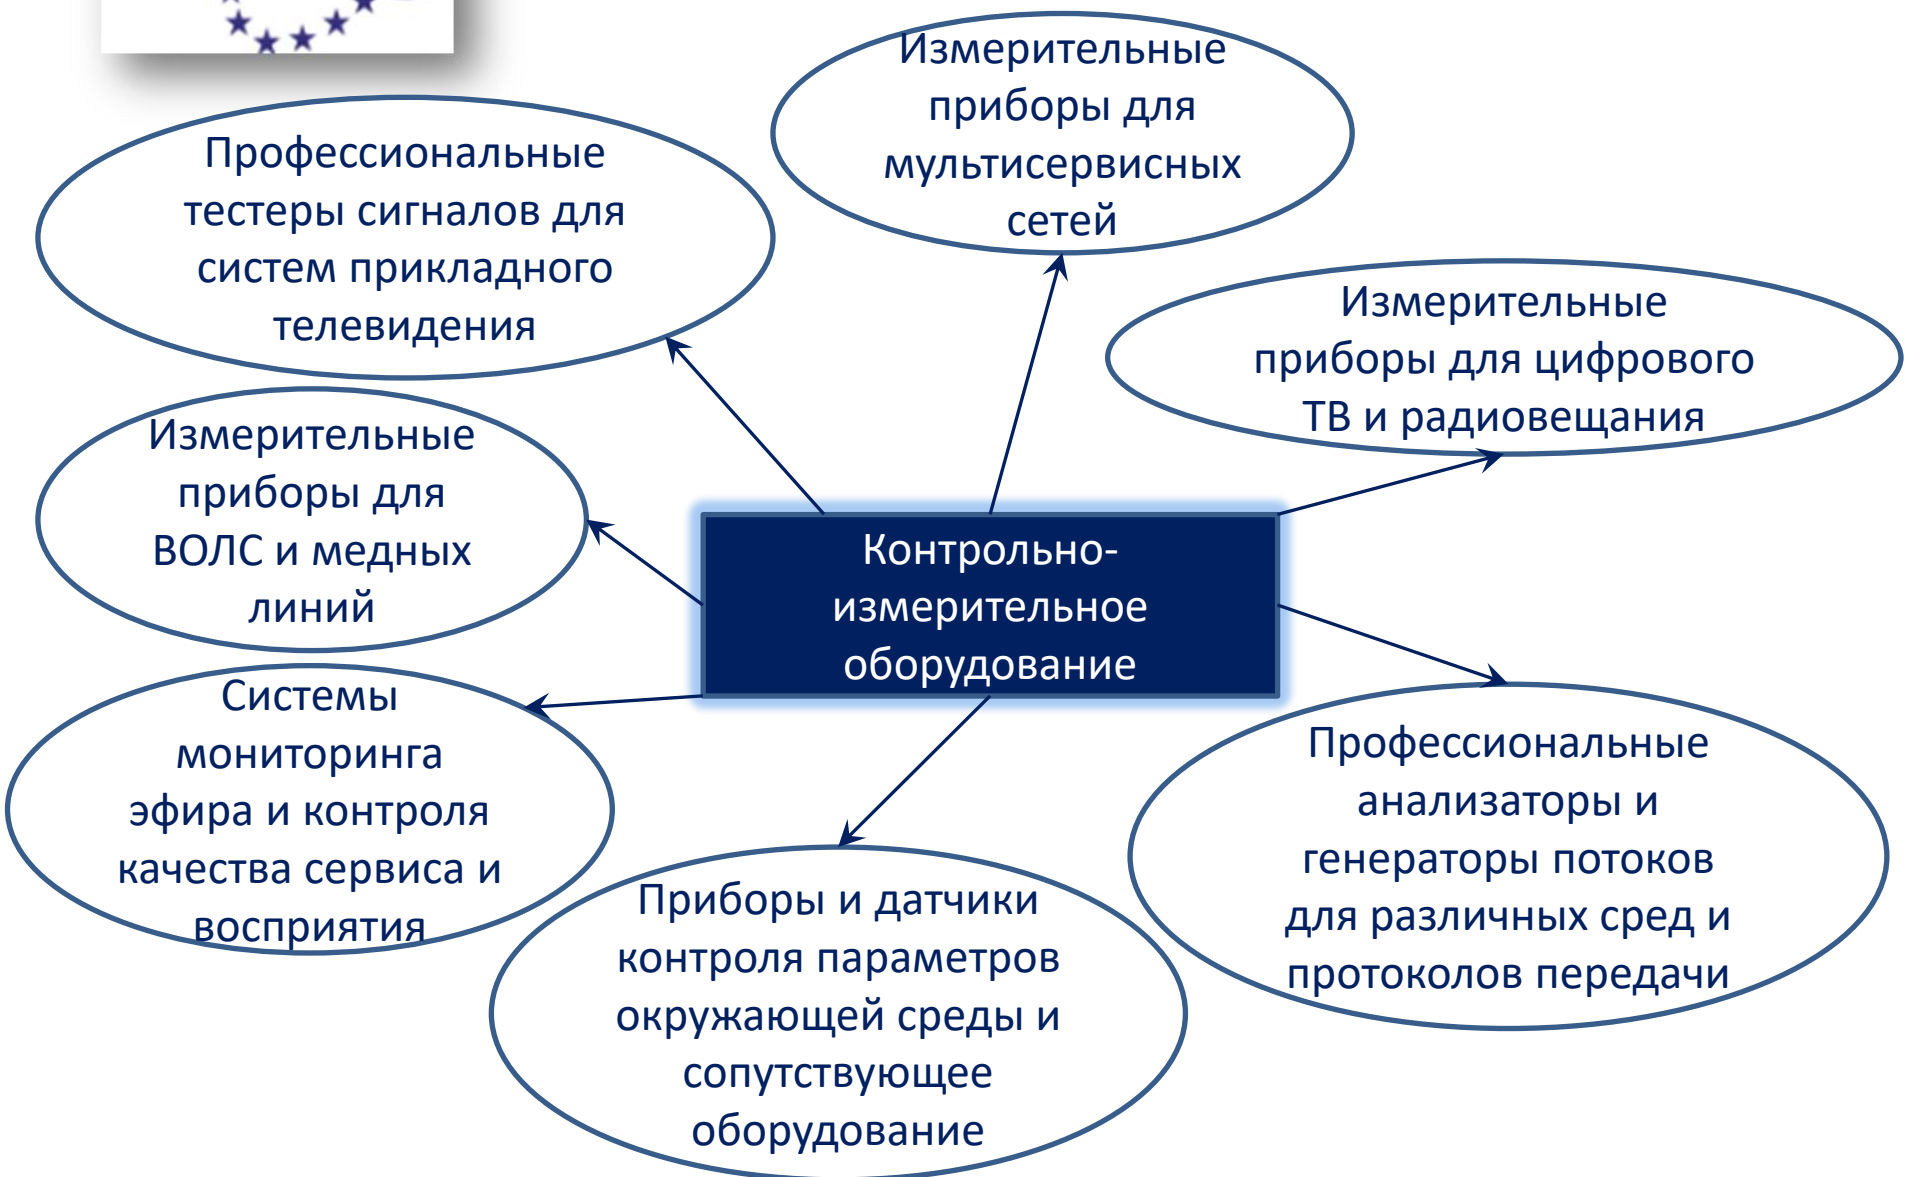 Измерительные
приборы для
мультисервисных
сетей
Профессиональные
тестеры сигналов для
систем прикладного
телевидения
Измерительные
приборы для цифрового
ТВ и радиовещания
Измерительные
приборы для
ВОЛС и медных
линий
Контрольно-
измерительное
оборудование
Системы
мониторинга
эфира и контроля
качества сервиса и
восприятия
Профессиональные
анализаторы и
генераторы потоков
для различных сред и
протоколов передачи
Приборы и датчики
контроля параметров
окружающей среды и
сопутствующее
оборудование